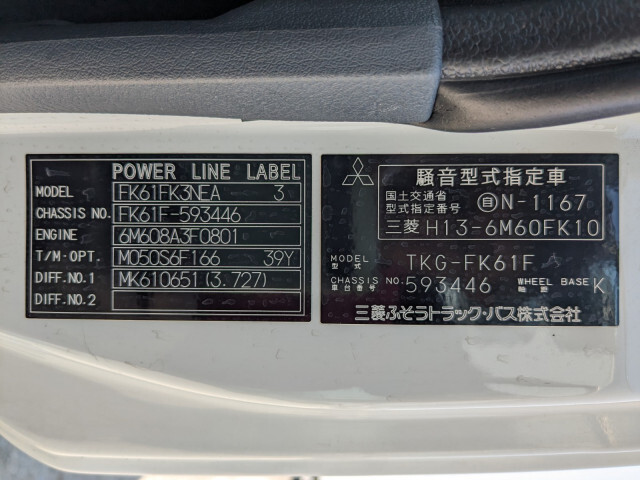 POWER LINE LABEL
MODEL FK61FK3NEA 3
CHASSIS NO. FK61F-593446
ENGINE 6M608A3F0801
T/M-OPT. M050S6F166 39Y
DIFF.NO.1 MK610651(3.727)
DIFF.NO.2
騒音型式指定車
国土交通省
型式指定番号 自N-1167
三菱 H13-6M60FK10
MODEL
型式 TKG-FK61F
CHASSIS NO.
車台番号 593446 WHEEL BASE
軸距 K
三菱ふそうトラック・バス株式会社